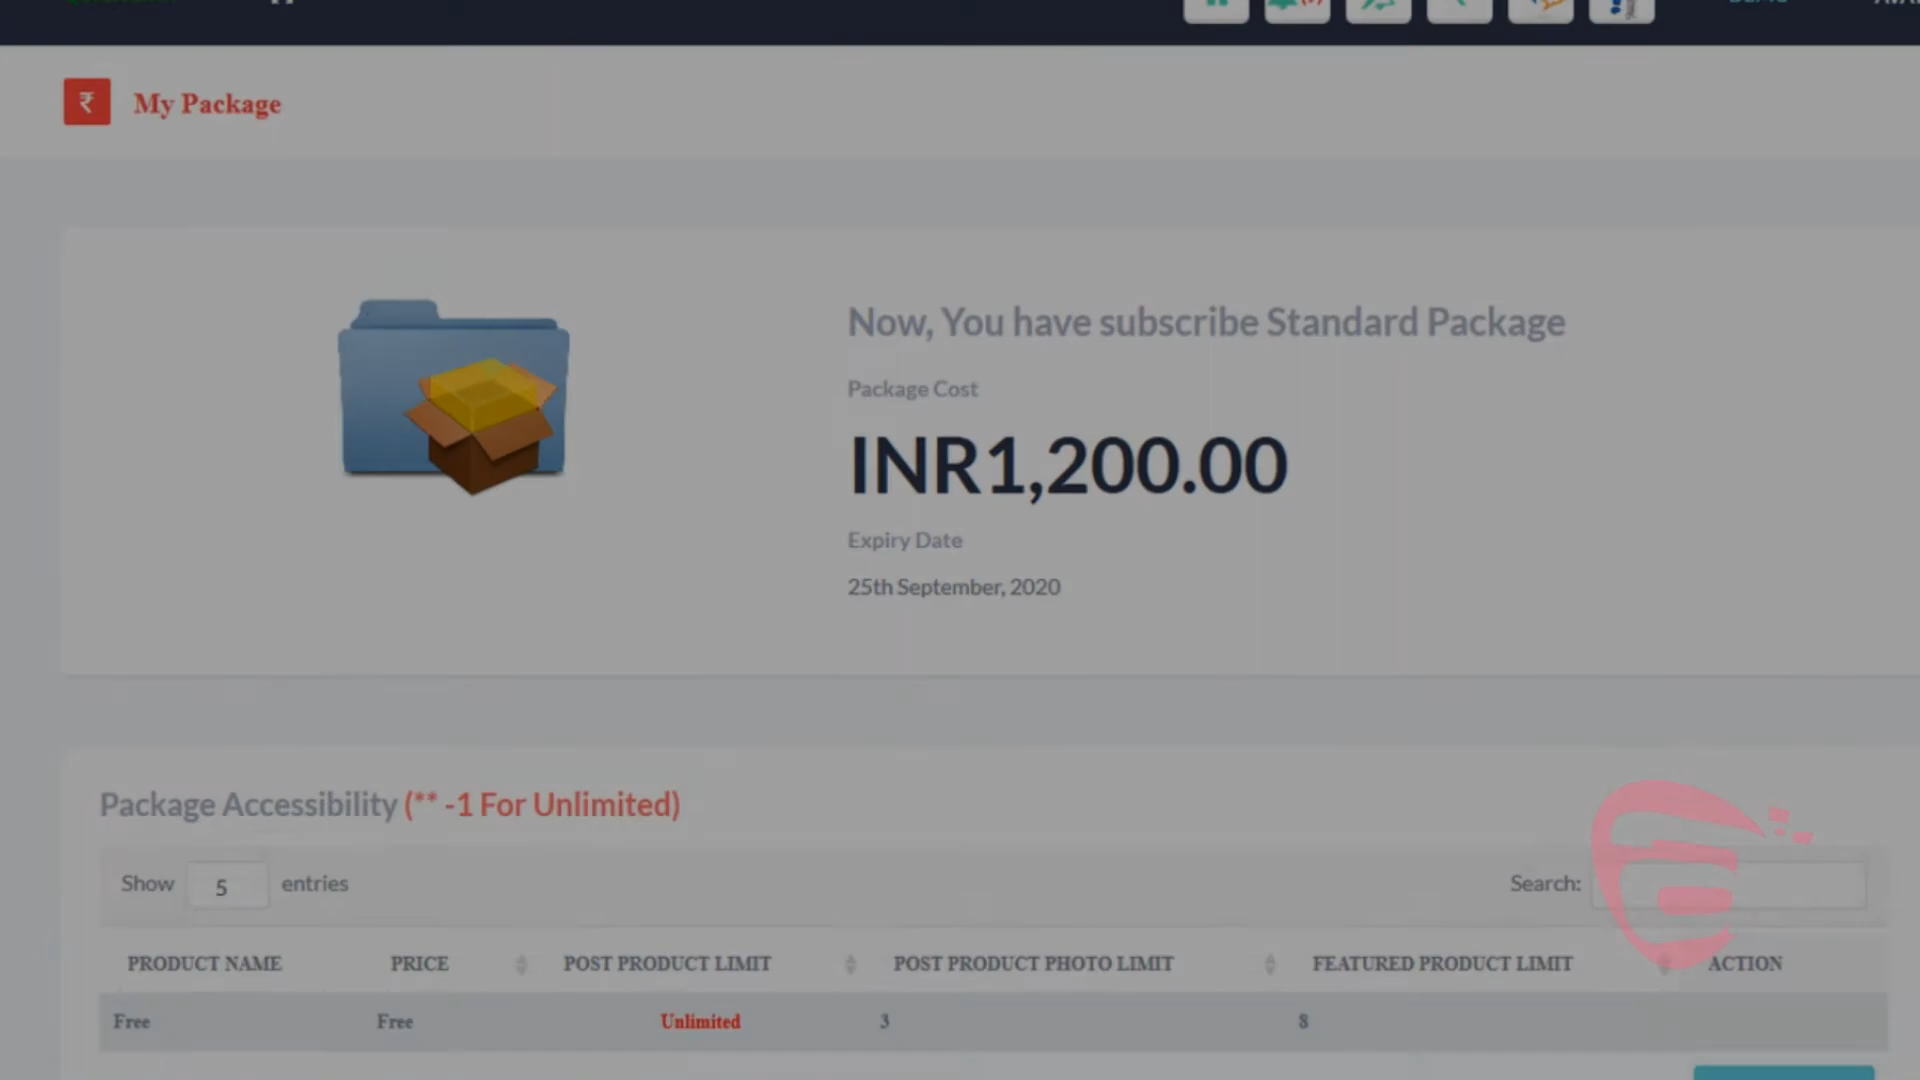 My Package
Now, You have subscribe Standard Package
Package Cost
INR1,200.00
Expiry Date
25th September, 2020
Package Accessibility (** -1 For Unlimited)
Show 5 entries Search:
PRODUCT NAME PRICE POST PRODUCT LIMIT POST PRODUCT PHOTO LIMIT FEATURED PRODUCT LIMIT ACTION
Free Free Unlimited 3 8